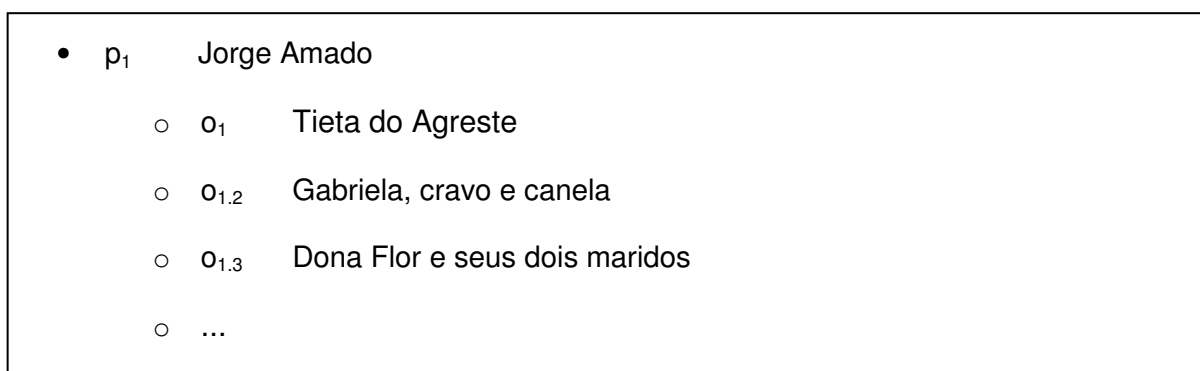 • p₁ Jorge Amado
○ o₁ Tieta do Agreste
○ o₁.₂ Gabriela, cravo e canela
○ o₁.₃ Dona Flor e seus dois maridos
○ ...